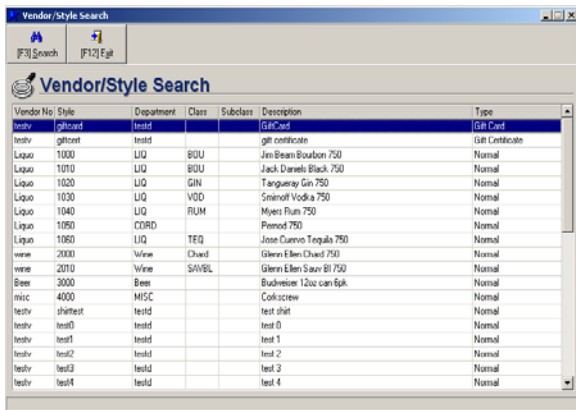 Vendor/Style Search
[F3] Search [F12] Exit
Vendor/Style Search
Vendor No Style Department Class Subclass Description Type
testv giftcard testd GiftCard Gift Card
testv giftcert testd gift certificate Gift Certificate
Liquo 1000 LIQ BOU Jim Beam Bourbon 750 Normal
Liquo 1010 LIQ BOU Jack Daniels Black 750 Normal
Liquo 1020 LIQ GIN Tangueray Gin 750 Normal
Liquo 1030 LIQ VOD Smirnoff Vodka 750 Normal
Liquo 1040 LIQ RUM Myers Rum 750 Normal
Liquo 1050 CORD Pernod 750 Normal
Liquo 1060 LIQ TEQ Jose Cuervo Tequila 750 Normal
wine 2000 Wine Chard Glenn Ellen Chard 750 Normal
wine 2010 Wine SAVBL Glenn Ellen Sauv Bl 750 Normal
Beer 3000 Beer Budweiser 12oz can 6pk Normal
misc 4000 MISC Corkscrew Normal
testv shirttest testd test shirt Normal
testv test0 testd test 0 Normal
testv test1 testd test 1 Normal
testv test2 testd test 2 Normal
testv test3 testd test 3 Normal
testv test4 testd test 4 Normal